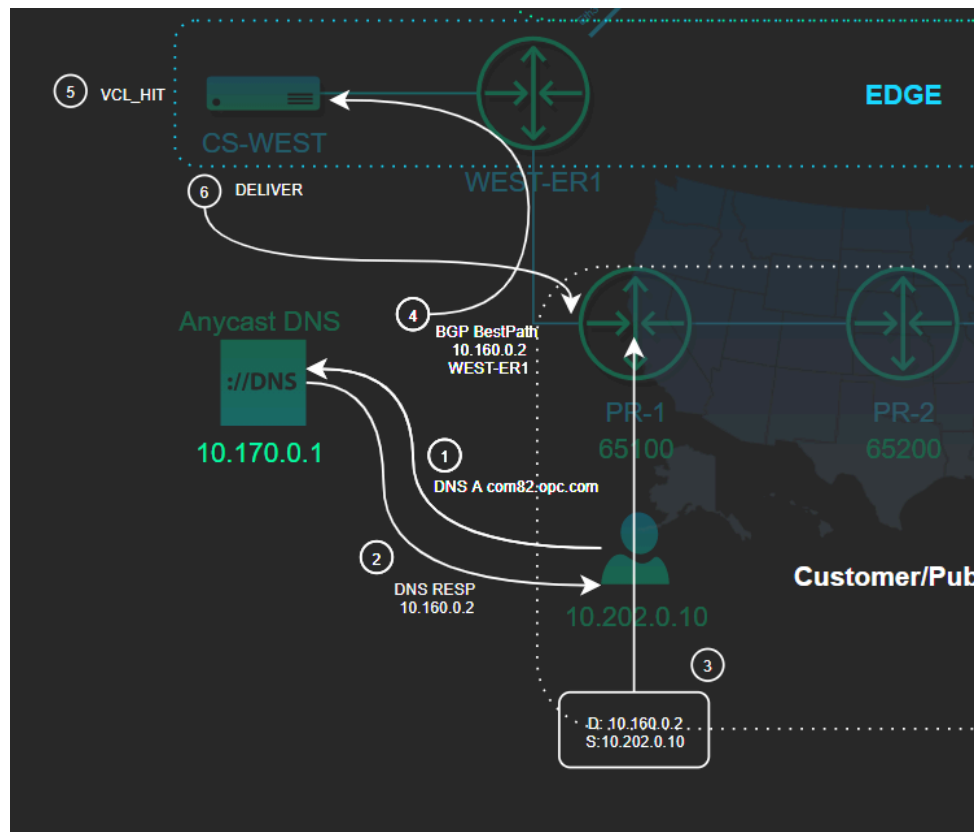 5
VCL_HIT
EDGE
CS-WEST
6
DELIVER
WEST-ER1
4
BGP BestPath
10.160.0.2
WEST-ER1
Anycast DNS
://DNS
10.170.0.1
PR-1
65100
PR-2
65200
1
DNS A com82.opc.com
2
DNS RESP
10.160.0.2
10.202.0.10
Customer/Pub
3
D: 10.160.0.2
S:10.202.0.10